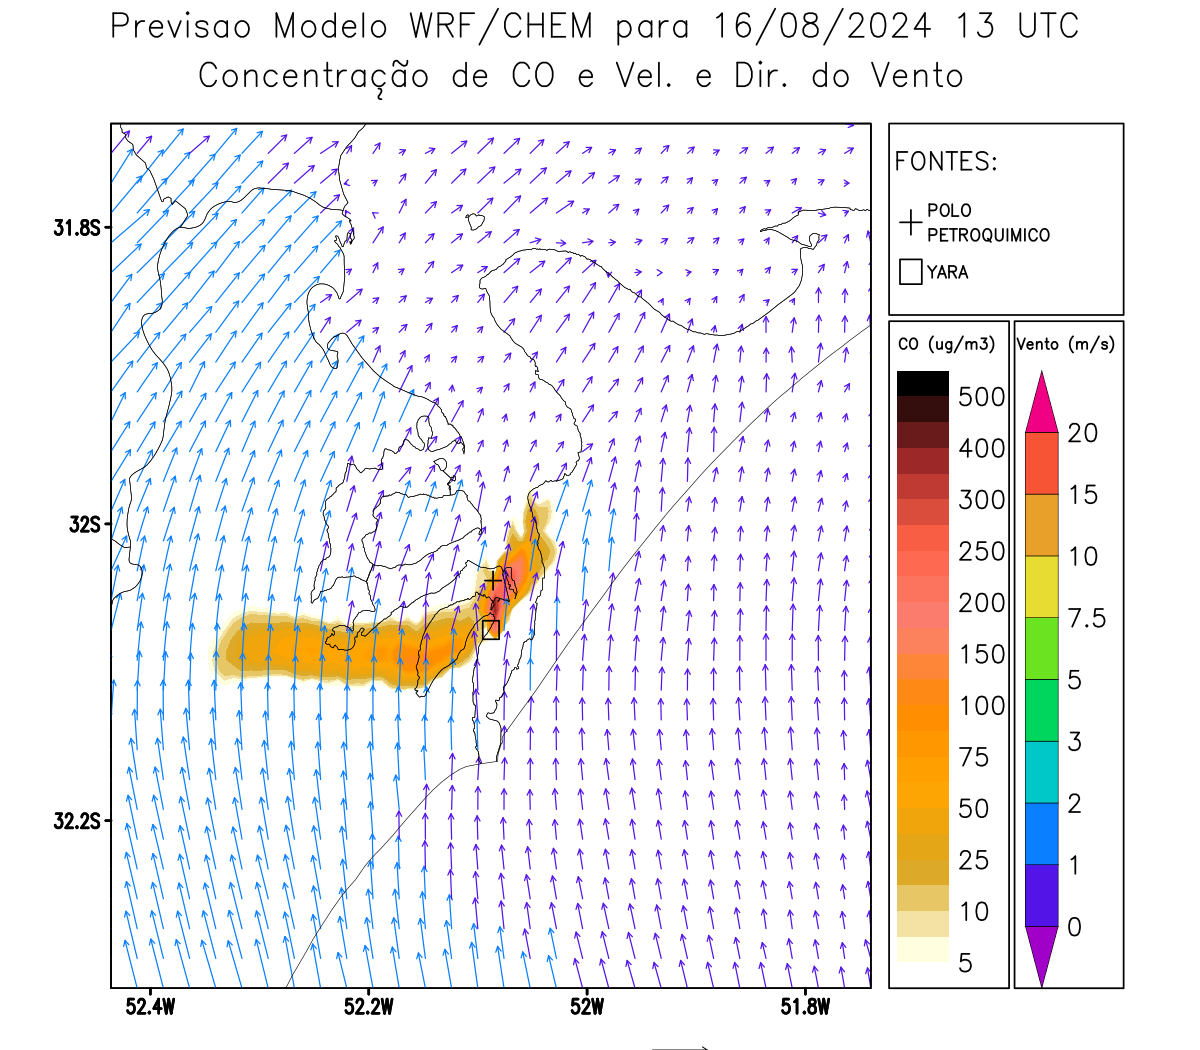 Previsao Modelo WRF/CHEM para 16/08/2024 13 UTC
Concentração de CO e Vel. e Dir. do Vento
FONTES:
POLO
PETROQUIMICO
YARA
31.8S
32S
32.2S
52.4W
52.2W
52W
51.8W
CO (ug/m3)
500
400
300
250
200
150
100
75
50
25
10
5
Vento (m/s)
20
15
10
7.5
5
3
2
1
0